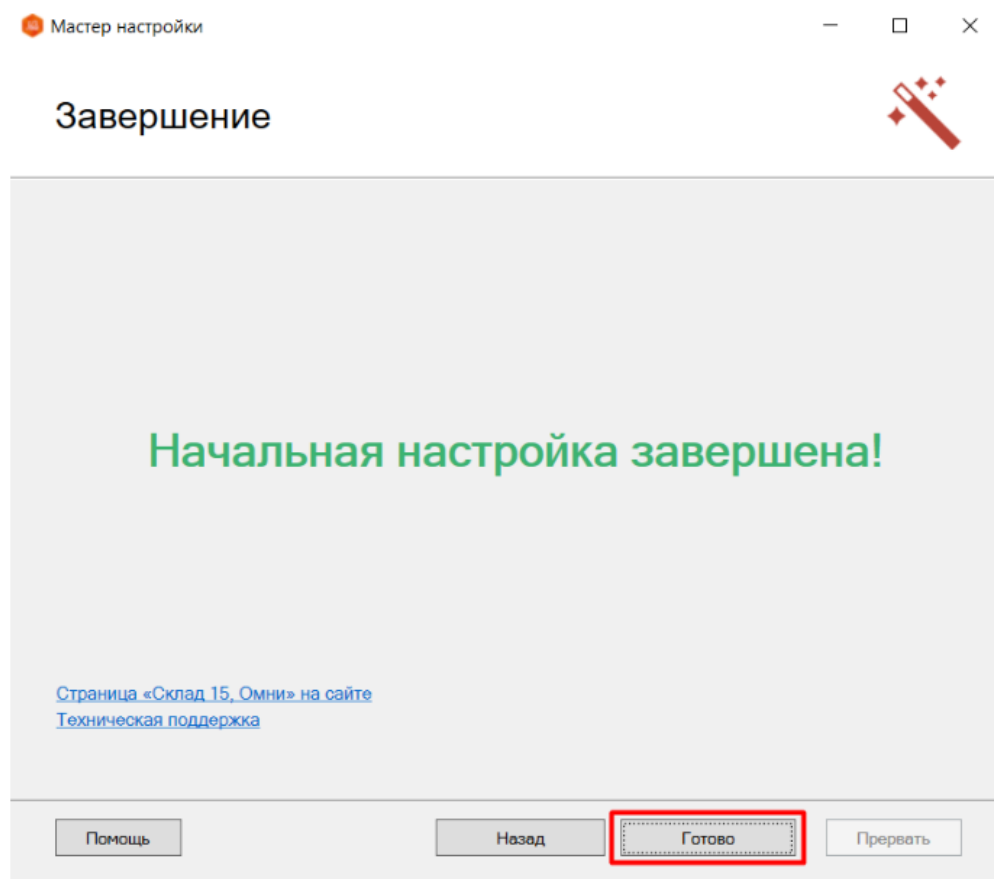 Мастер настройки
Завершение
Начальная настройка завершена!
Страница «Склад 15, Омни» на сайте
Техническая поддержка
Помощь
Назад
Готово
Прервать